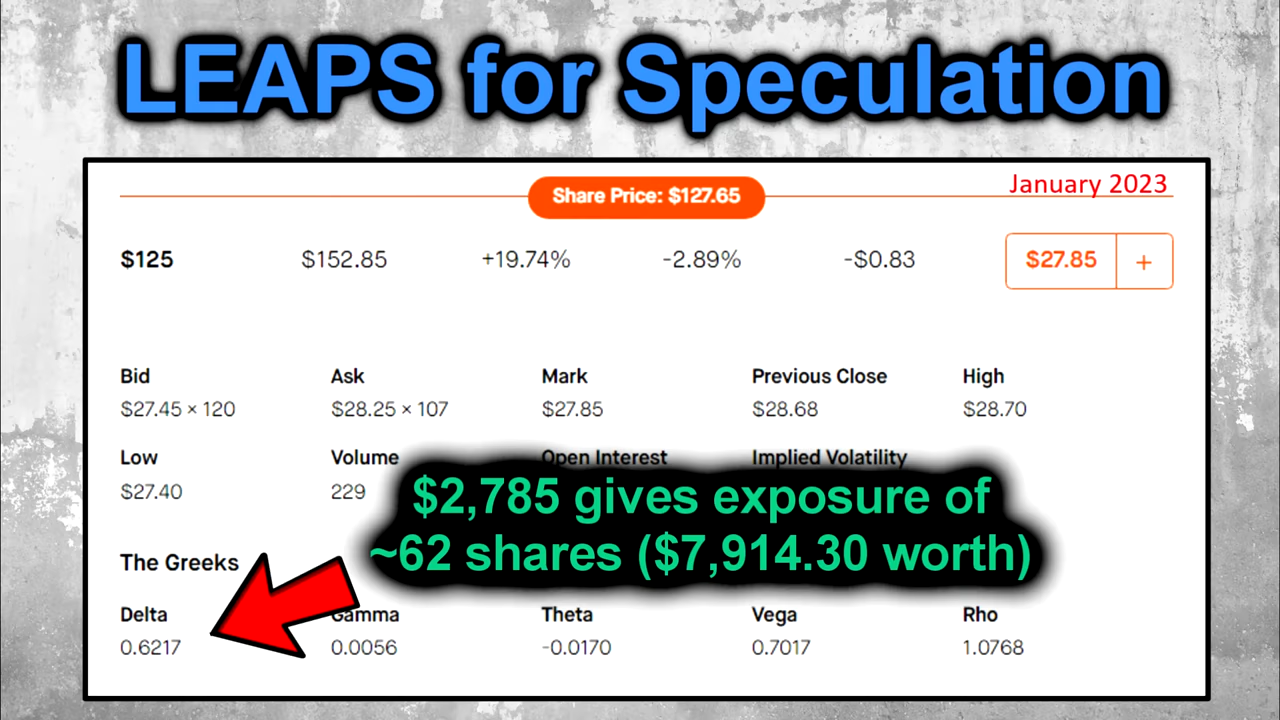 LEAPS for Speculation
January 2023
Share Price: $127.65
$125 $152.85 +19.74% -2.89% -$0.83 $27.85 +
Bid Ask Mark Previous Close High
$27.45 × 120 $28.25 × 107 $27.85 $28.68 $28.70
Low Volume Open Interest Implied Volatility
$27.40 229
$2,785 gives exposure of
~62 shares ($7,914.30 worth)
The Greeks
Delta Gamma Theta Vega Rho
0.6217 0.0056 -0.0170 0.7017 1.0768